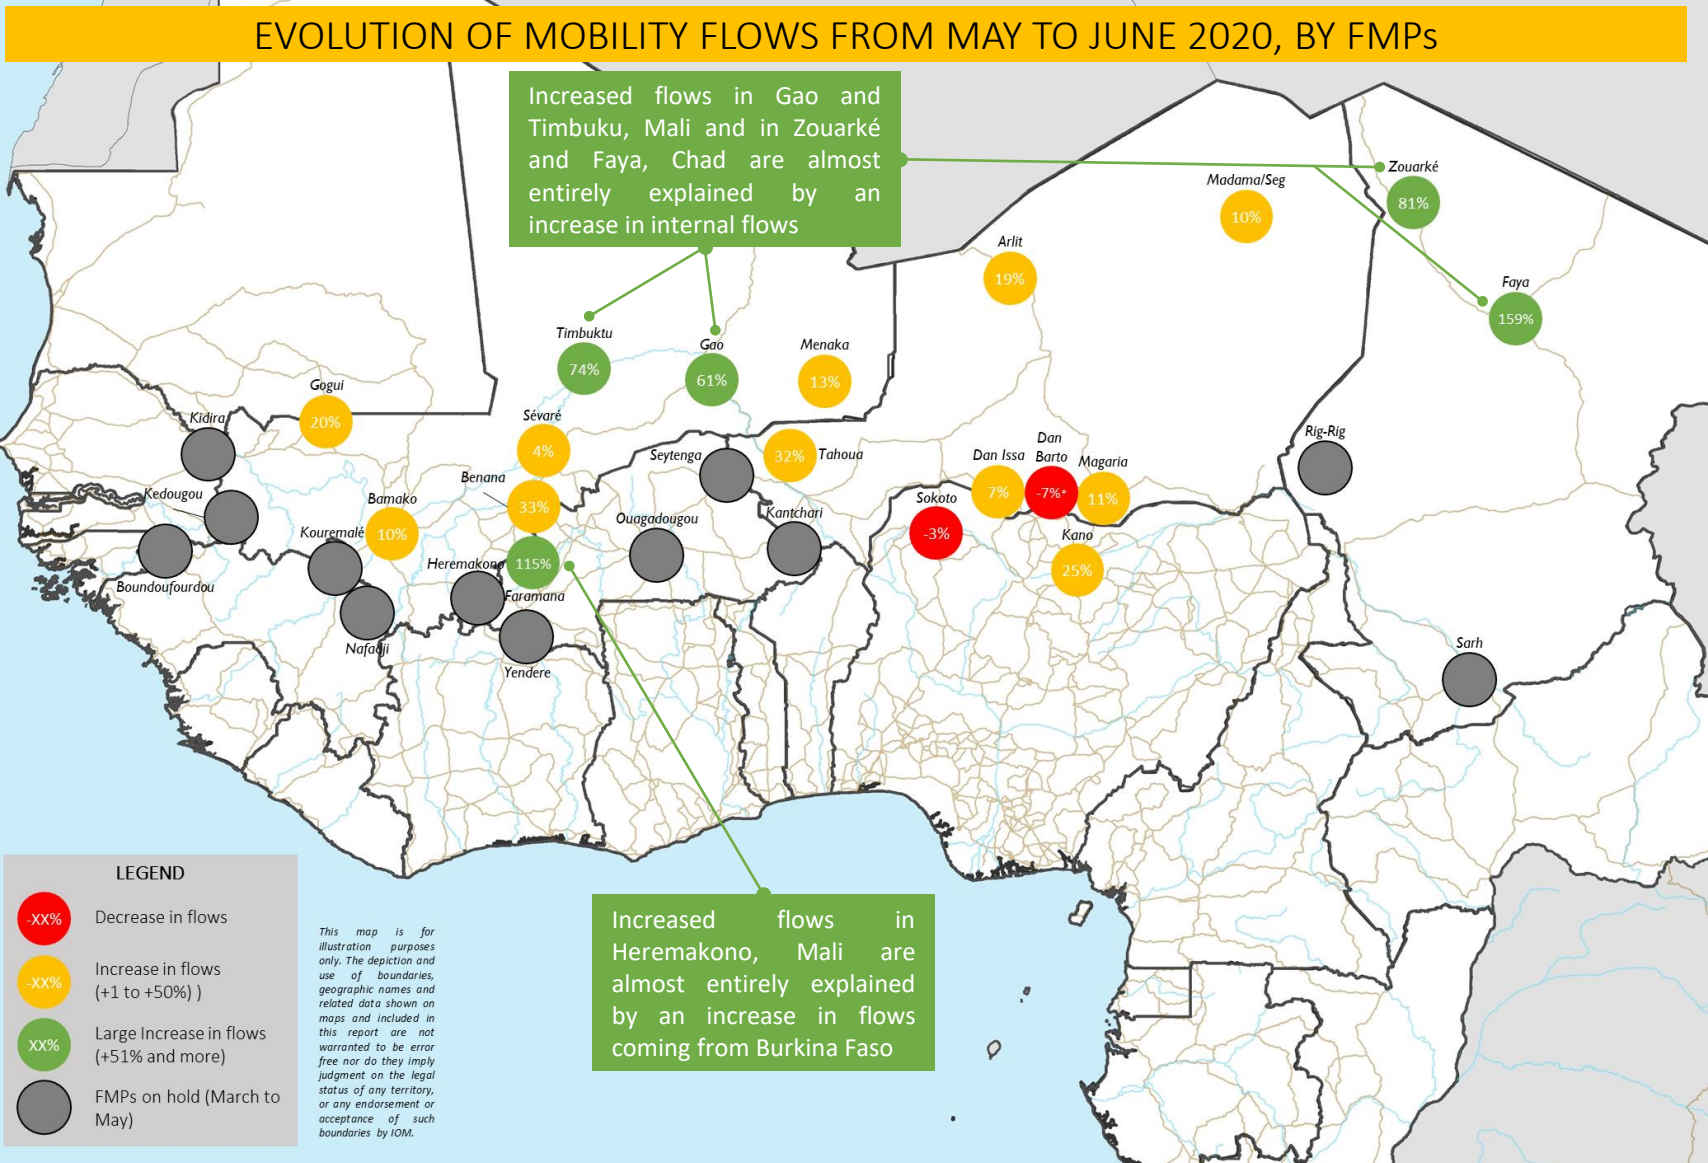 EVOLUTION OF MOBILITY FLOWS FROM MAY TO JUNE 2020, BY FMPs
Increased flows in Gao and
Timbuku, Mali and in Zouarké
and Faya, Chad are almost
entirely explained by an
increase in internal flows
Zouarké
81%
Madama/Seg
10%
Arlit
19%
Faya
159%
Timbuktu
74%
Gao
61%
Menaka
13%
Gogui
20%
Kidira
Sévaré
4%
Seytenga
32%
Tahoua
Dan
Barto
-7%*
Dan Issa
7%
Magaria
11%
Rig-Rig
Benana
33%
Kedougou
Bamako
10%
Kouremalé
Ouagadougou
Kantchari
Sokoto
-3%
Kano
25%
Heremakono
115%
Faramana
Boundoufourdou
Nafadji
Yendere
Sarh
LEGEND
-XX%
Decrease in flows
-XX%
Increase in flows
(+1 to +50%) )
XX%
Large Increase in flows
(+51% and more)
FMPs on hold (March to
May)
This map is for
illustration purposes
only. The depiction and
use of boundaries,
geographic names and
related data shown on
maps and included in
this report are not
warranted to be error
free nor do they imply
judgment on the legal
status of any territory,
or any endorsement or
acceptance of such
boundaries by IOM.
Increased flows in
Heremakono, Mali are
almost entirely explained
by an increase in flows
coming from Burkina Faso